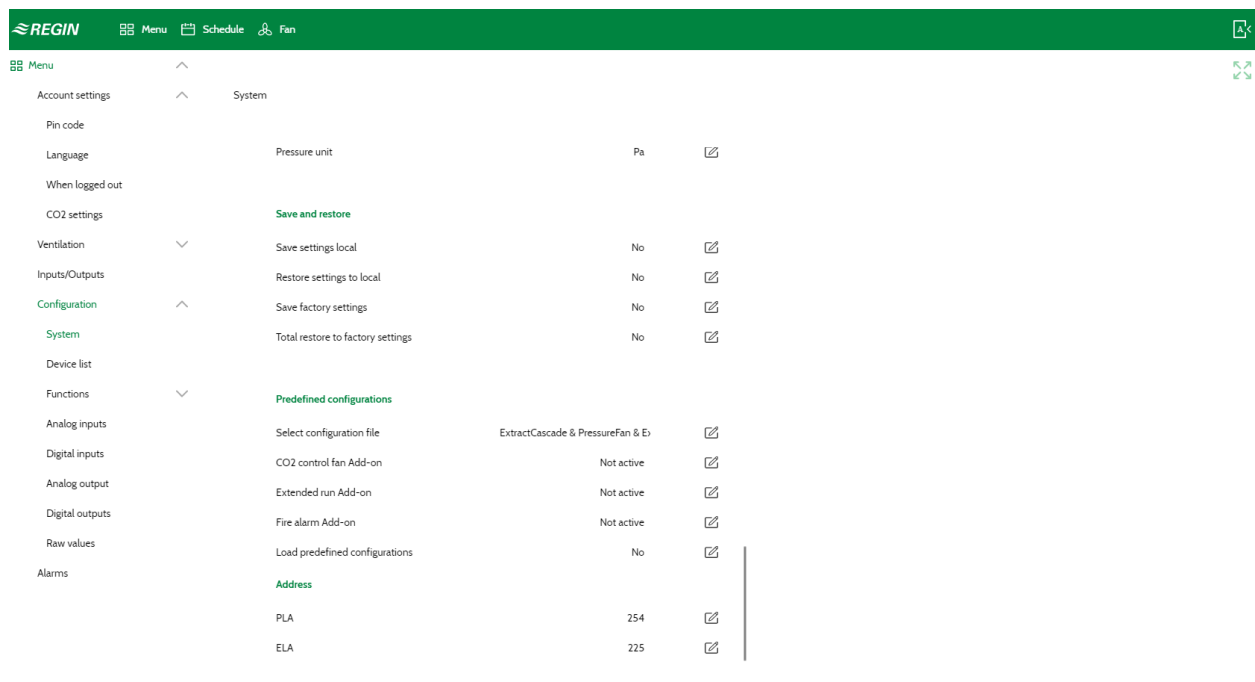 REGIN Menu Schedule Fan A
Menu
Account settings
Pin code
Language
When logged out
CO2 settings
Ventilation
Inputs/Outputs
Configuration
System
Device list
Functions
Analog inputs
Digital inputs
Analog output
Digital outputs
Raw values
Alarms
System
Pressure unit Pa
Save and restore
Save settings local No
Restore settings to local No
Save factory settings No
Total restore to factory settings No
Predefined configurations
Select configuration file ExtractCascade & PressureFan &
CO2 control fan Add-on Not active
Extended run Add-on Not active
Fire alarm Add-on Not active
Load predefined configurations No
Address
PLA 254
ELA 225